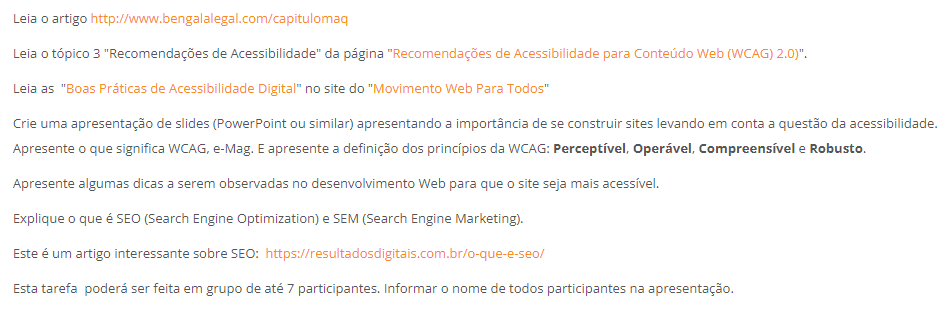 Leia o artigo http://www.bengalalegal.com/capitulomaq
Leia o tópico 3 "Recomendações de Acessibilidade" da página "Recomendações de Acessibilidade para Conteúdo Web (WCAG) 2.0)".
Leia as "Boas Práticas de Acessibilidade Digital" no site do "Movimento Web Para Todos"
Crie uma apresentação de slides (PowerPoint ou similar) apresentando a importância de se construir sites levando em conta a questão da acessibilidade.
Apresente o que significa WCAG, e-Mag. E apresente a definição dos princípios da WCAG: Perceptível, Operável, Compreensível e Robusto.
Apresente algumas dicas a serem observadas no desenvolvimento Web para que o site seja mais acessível.
Explique o que é SEO (Search Engine Optimization) e SEM (Search Engine Marketing).
Este é um artigo interessante sobre SEO: https://resultadosdigitais.com.br/o-que-e-seo/
Esta tarefa poderá ser feita em grupo de até 7 participantes. Informar o nome de todos participantes na apresentação.